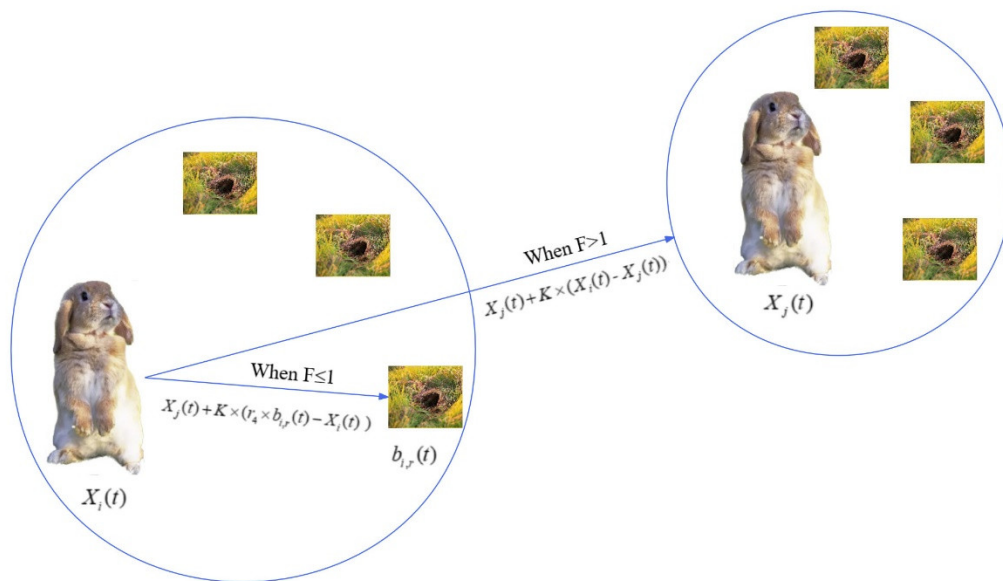 When F>1
X_j(t)+K×(X_i(t)-X_j(t))
X_j(t)
When F≤1
X_j(t)+K×(r_4×b_{i,r}(t)-X_i(t))
b_{i,r}(t)
X_i(t)